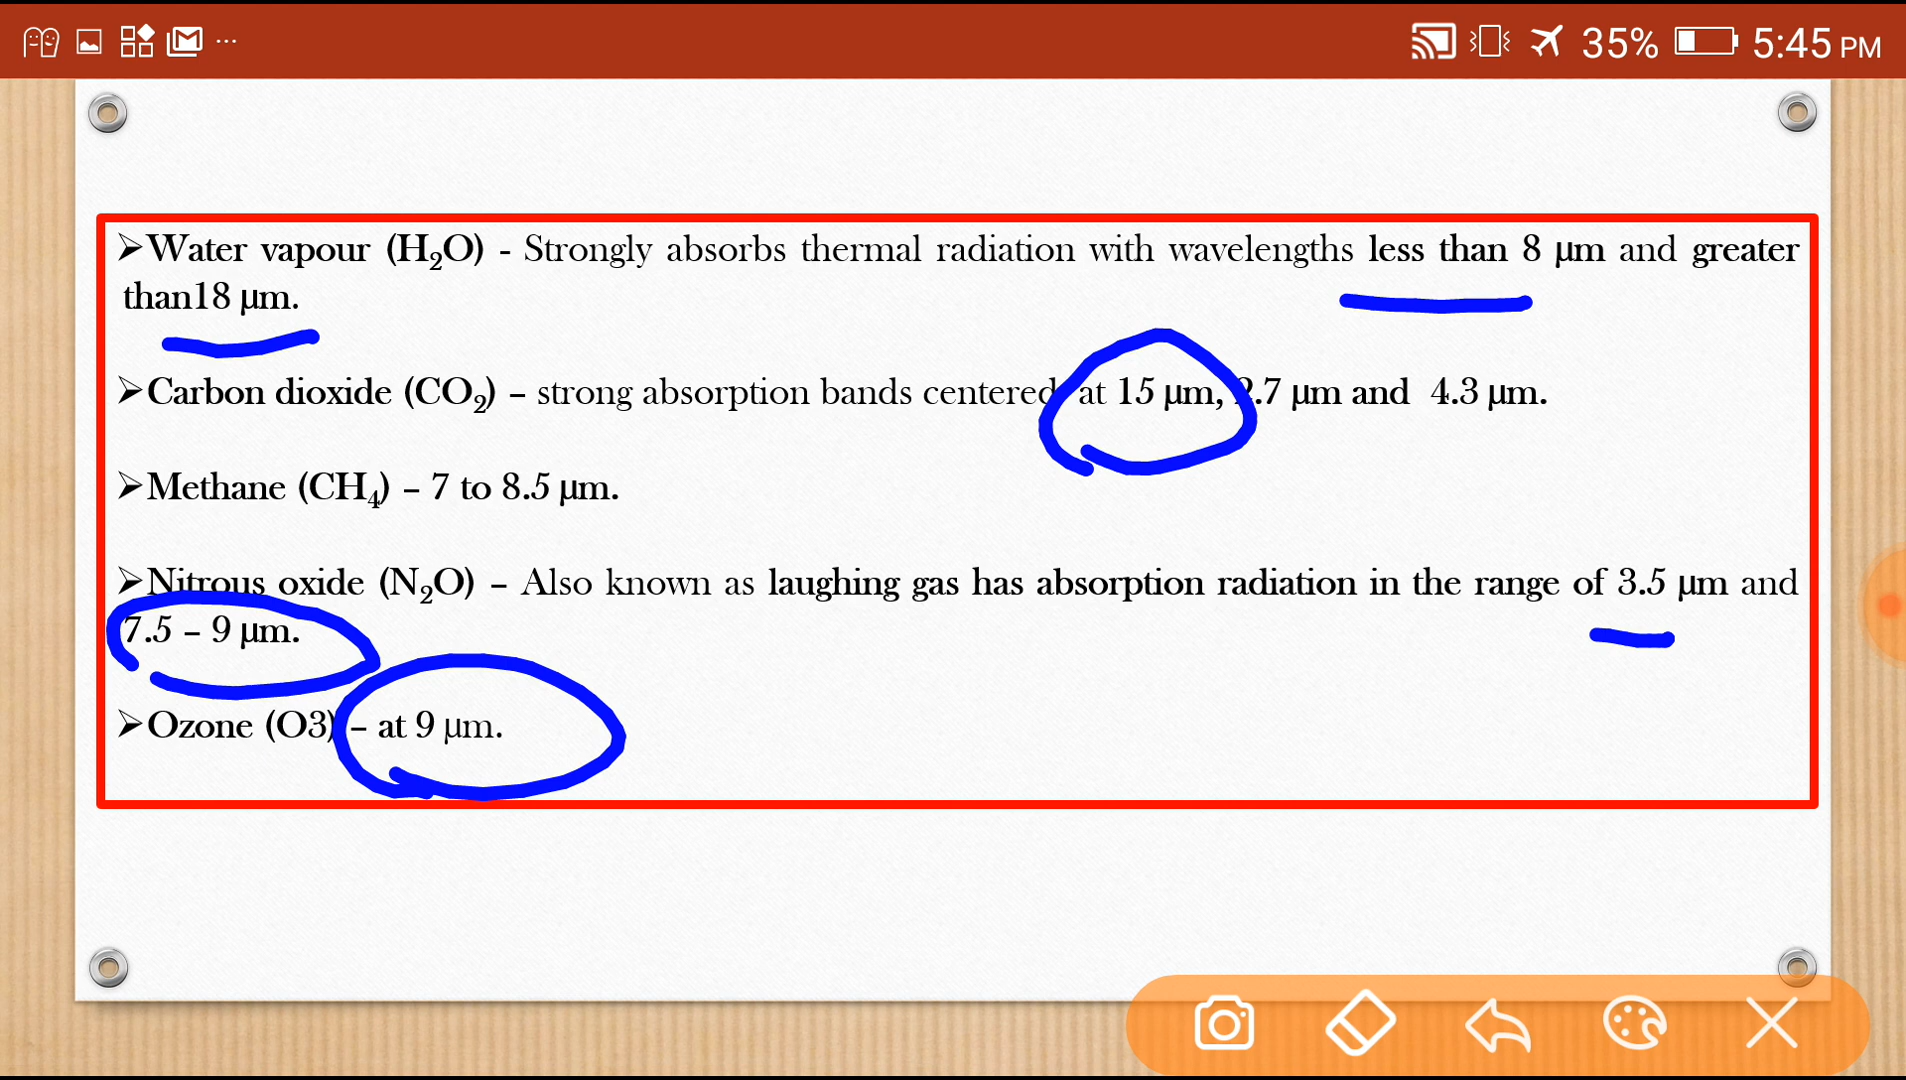 35% 5:45 PM
➢Water vapour (H₂O) - Strongly absorbs thermal radiation with wavelengths less than 8 µm and greater
than18 µm.
➢Carbon dioxide (CO₂) – strong absorption bands centered at 15 µm, 2.7 µm and 4.3 µm.
➢Methane (CH₄) – 7 to 8.5 µm.
➢Nitrous oxide (N₂O) – Also known as laughing gas has absorption radiation in the range of 3.5 µm and
7.5 – 9 µm.
➢Ozone (O3) – at 9 µm.